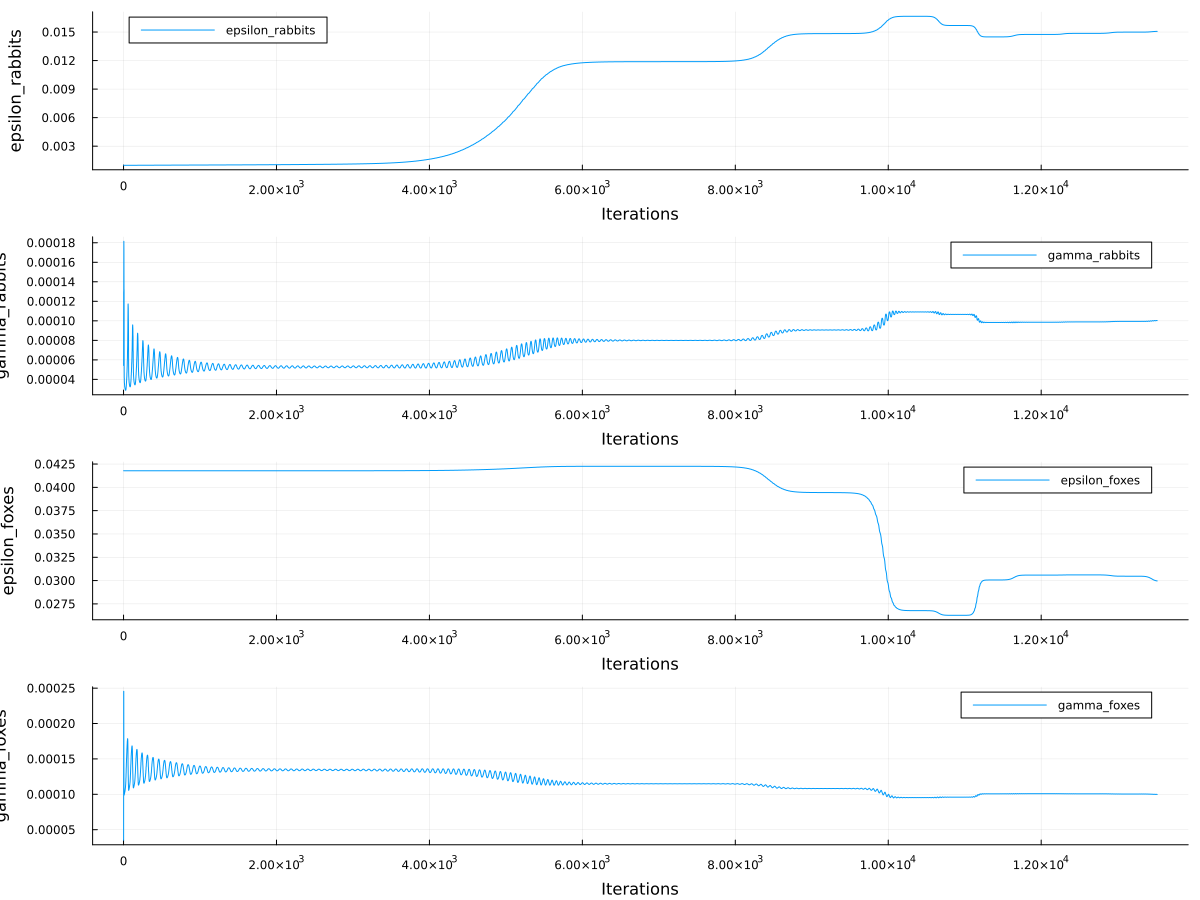 epsilon_rabbits
epsilon_rabbits
0.015
0.012
0.009
0.006
0.003
0 2.00×10³ 4.00×10³ 6.00×10³ 8.00×10³ 1.00×10⁴ 1.20×10⁴
Iterations
gamma_rabbits
gamma_rabbits
0.00018
0.00016
0.00014
0.00012
0.00010
0.00008
0.00006
0.00004
0 2.00×10³ 4.00×10³ 6.00×10³ 8.00×10³ 1.00×10⁴ 1.20×10⁴
Iterations
epsilon_foxes
epsilon_foxes
0.0425
0.0400
0.0375
0.0350
0.0325
0.0300
0.0275
0 2.00×10³ 4.00×10³ 6.00×10³ 8.00×10³ 1.00×10⁴ 1.20×10⁴
Iterations
gamma_foxes
gamma_foxes
0.00025
0.00020
0.00015
0.00010
0.00005
0 2.00×10³ 4.00×10³ 6.00×10³ 8.00×10³ 1.00×10⁴ 1.20×10⁴
Iterations